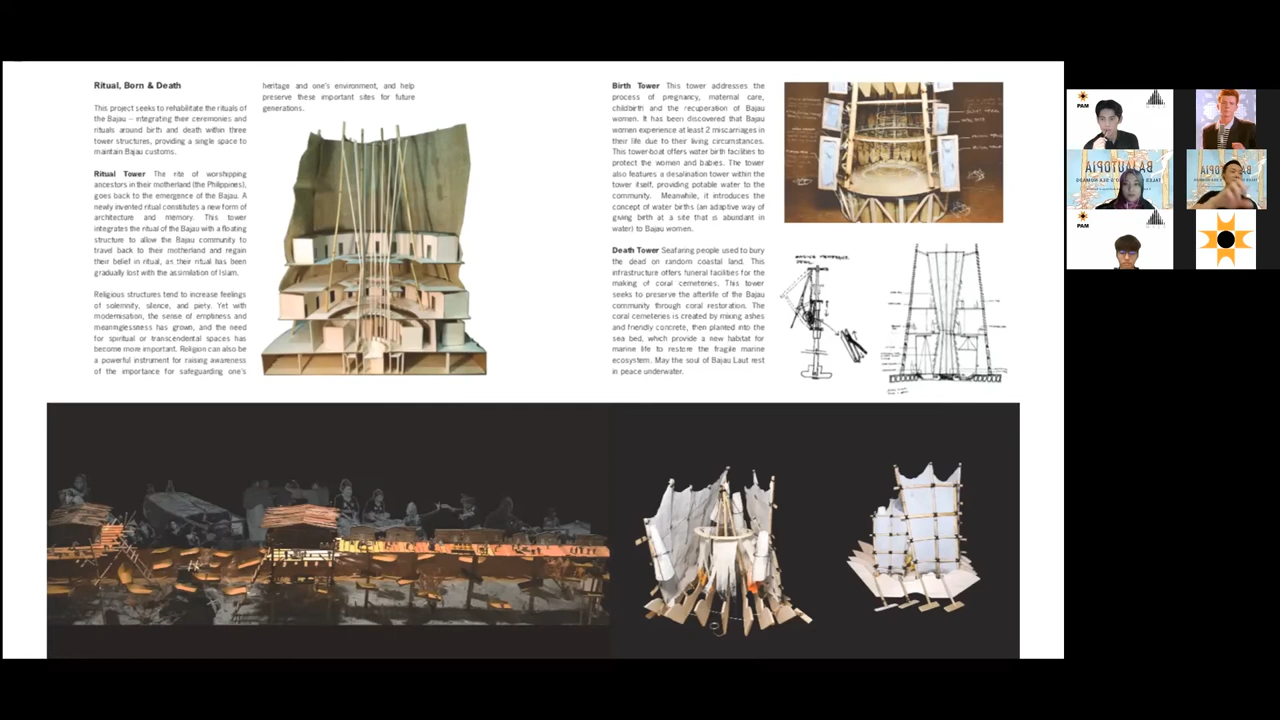 Ritual, Born & Death
This project seeks to rehabilitate the rituals of
the Bajau – integrating their ceremonies and
rituals around birth and death within three
tower structures, providing a single space to
maintain Bajau customs.
Ritual Tower The rite of worshipping
ancestors in their motherland (the Philippines),
goes back to the emergence of the Bajau. A
newly invented ritual constitutes a new form of
architecture and memory. This tower
integrates the ritual of the Bajau with a floating
structure to allow the Bajau community to
travel back to their motherland and regain
their belief in ritual, as their ritual has been
gradually lost with the assimilation of Islam.
Religious structures tend to increase feelings
of solemnity, silence, and piety. Yet with
modernisation, the sense of emptiness and
meaninglessness has grown, and the need
for spiritual or transcendental spaces has
become more important. Religion can also be
a powerful instrument for raising awareness
of the importance for safeguarding one's
heritage and one's environment, and help
preserve these important sites for future
generations.
Birth Tower This tower addresses the
process of pregnancy, maternal care,
childbirth and the recuperation of Bajau
women. It has been discovered that Bajau
women experience at least 2 miscarriages in
their life due to their living circumstances.
This tower-boat offers water birth facilities to
protect the women and babies. The tower
also features a desalination tower within the
tower itself, providing potable water to the
community. Meanwhile, it introduces the
concept of water births (an adaptive way of
giving birth at a site that is abundant in
water) to Bajau women.
Death Tower Seafaring people used to bury
the dead on random coastal land. This
infrastructure offers funeral facilities for the
making of coral cemeteries. This tower
seeks to preserve the afterlife of the Bajau
community through coral restoration. The
coral cemeteries is created by mixing ashes
and friendly concrete, then planted into the
sea bed, which provide a new habitat for
marine life to restore the fragile marine
ecosystem. May the soul of Bajau Laut rest
in peace underwater.
PAM
BAJAUTOPIA
PAM